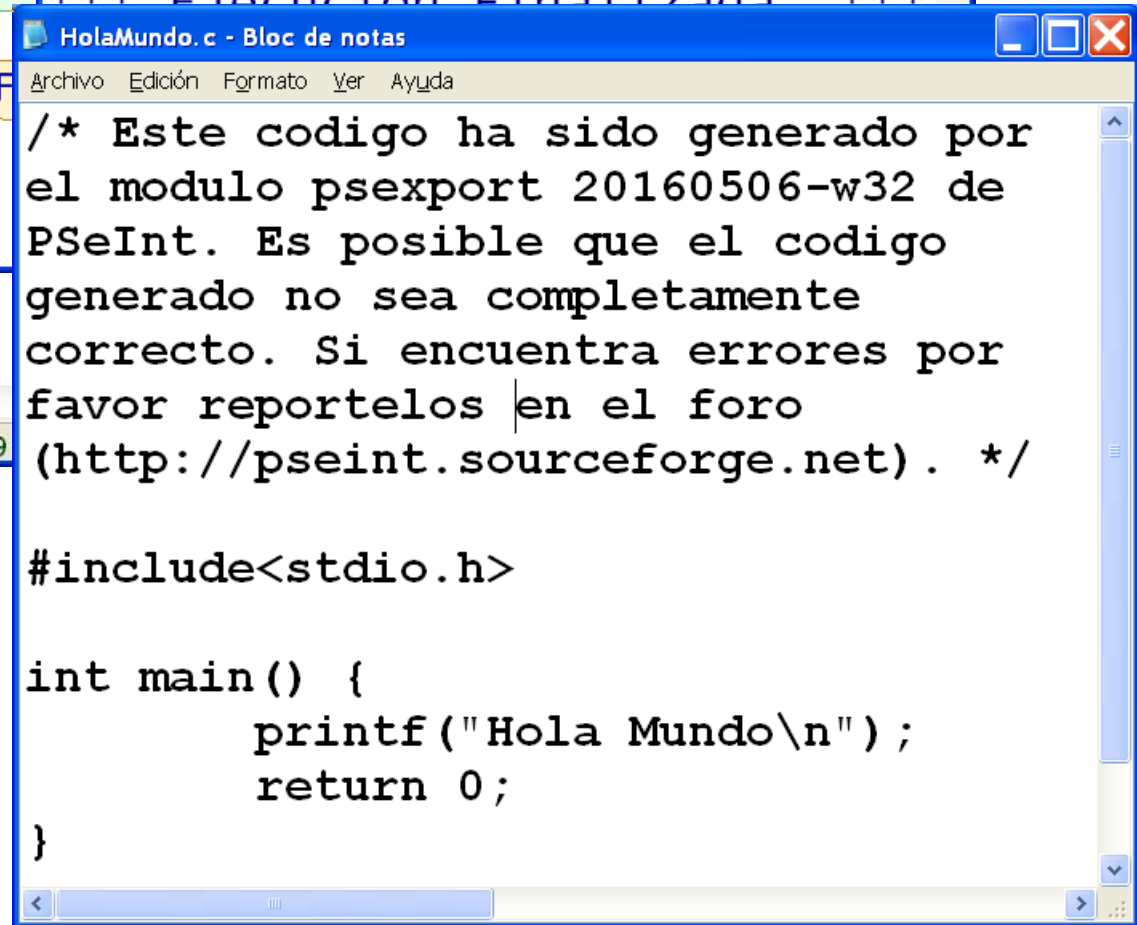 HolaMundo.c - Bloc de notas
Archivo Edición Formato Ver Ayuda
/* Este codigo ha sido generado por
el modulo psexport 20160506-w32 de
PSeInt. Es posible que el codigo
generado no sea completamente
correcto. Si encuentra errores por
favor reportelos en el foro
(http://pseint.sourceforge.net). */
#include<stdio.h>
int main() {
printf("Hola Mundo\n");
return 0;
}